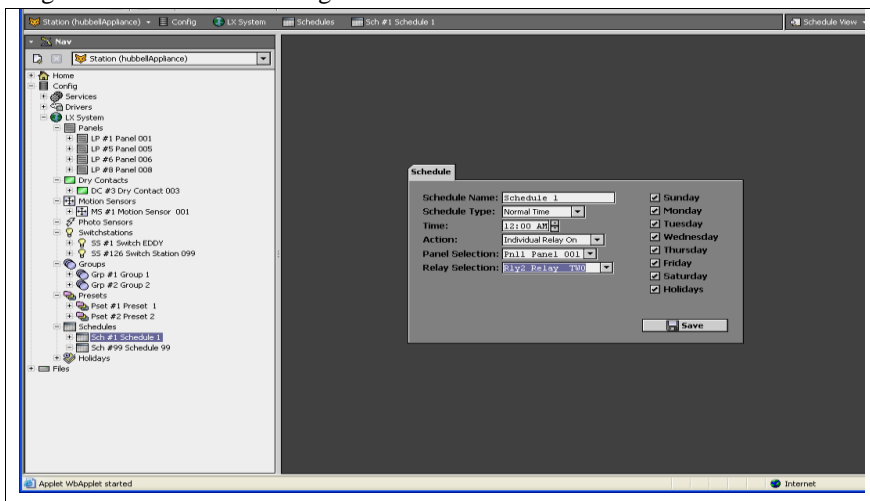 Station (hubbellAppliance)
Config
LX System
Schedules
Sch #1 Schedule 1
Schedule View
Nav
Station (hubbellAppliance)
Home
Config
Services
Drivers
LX System
Panels
LP #1 Panel 001
LP #5 Panel 005
LP #6 Panel 006
LP #8 Panel 008
Dry Contacts
DC #3 Dry Contact 003
Motion Sensors
MS #1 Motion Sensor 001
Photo Sensors
Switchstations
SS #1 Switch EDDY
SS #126 Switch Station 099
Groups
Grp #1 Group 1
Grp #2 Group 2
Presets
Pset #1 Preset 1
Pset #2 Preset 2
Schedules
Sch #1 Schedule 1
Sch #99 Schedule 99
Holidays
Files
Schedule
Schedule Name: Schedule 1
Schedule Type: Normal Time
Time: 12:00 AM
Action: Individual Relay On
Panel Selection: Pnl1 Panel 001
Relay Selection: Rly2 Relay TWO
Sunday
Monday
Tuesday
Wednesday
Thursday
Friday
Saturday
Holidays
Save
Applet WbApplet started
Internet